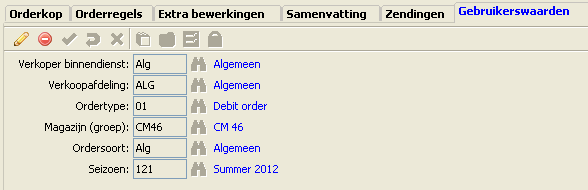 Orderkop Orderregels Extra bewerkingen Samenvatting Zendingen Gebruikerswaarden
Verkoper binnendienst: Alg Algemeen
Verkoopafdeling: ALG Algemeen
Ordertype: 01 Debit order
Magazijn (groep): CM46 CM 46
Ordersoort: Alg Algemeen
Seizoen: 121 Summer 2012